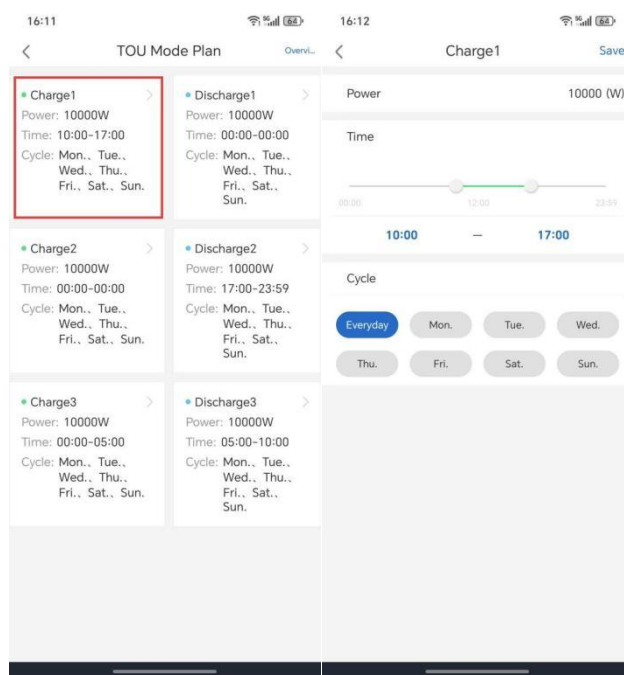 16:11
5G 64
TOU Mode Plan
Overvi...
Charge1
Power: 10000W
Time: 10:00-17:00
Cycle: Mon.、Tue.、
Wed.、Thu.、
Fri.、Sat.、Sun.
Discharge1
Power: 10000W
Time: 00:00-00:00
Cycle: Mon.、Tue.、
Wed.、Thu.、
Fri.、Sat.、
Sun.
Charge2
Power: 10000W
Time: 00:00-00:00
Cycle: Mon.、Tue.、
Wed.、Thu.、
Fri.、Sat.、Sun.
Discharge2
Power: 10000W
Time: 17:00-23:59
Cycle: Mon.、Tue.、
Wed.、Thu.、
Fri.、Sat.、
Sun.
Charge3
Power: 10000W
Time: 00:00-05:00
Cycle: Mon.、Tue.、
Wed.、Thu.、
Fri.、Sat.、Sun.
Discharge3
Power: 10000W
Time: 05:00-10:00
Cycle: Mon.、Tue.、
Wed.、Thu.、
Fri.、Sat.、
Sun.
16:12
5G 64
Charge1
Save
Power 10000 (W)
Time
00:00 12:00 23:59
10:00 — 17:00
Cycle
Everyday Mon. Tue. Wed.
Thu. Fri. Sat. Sun.